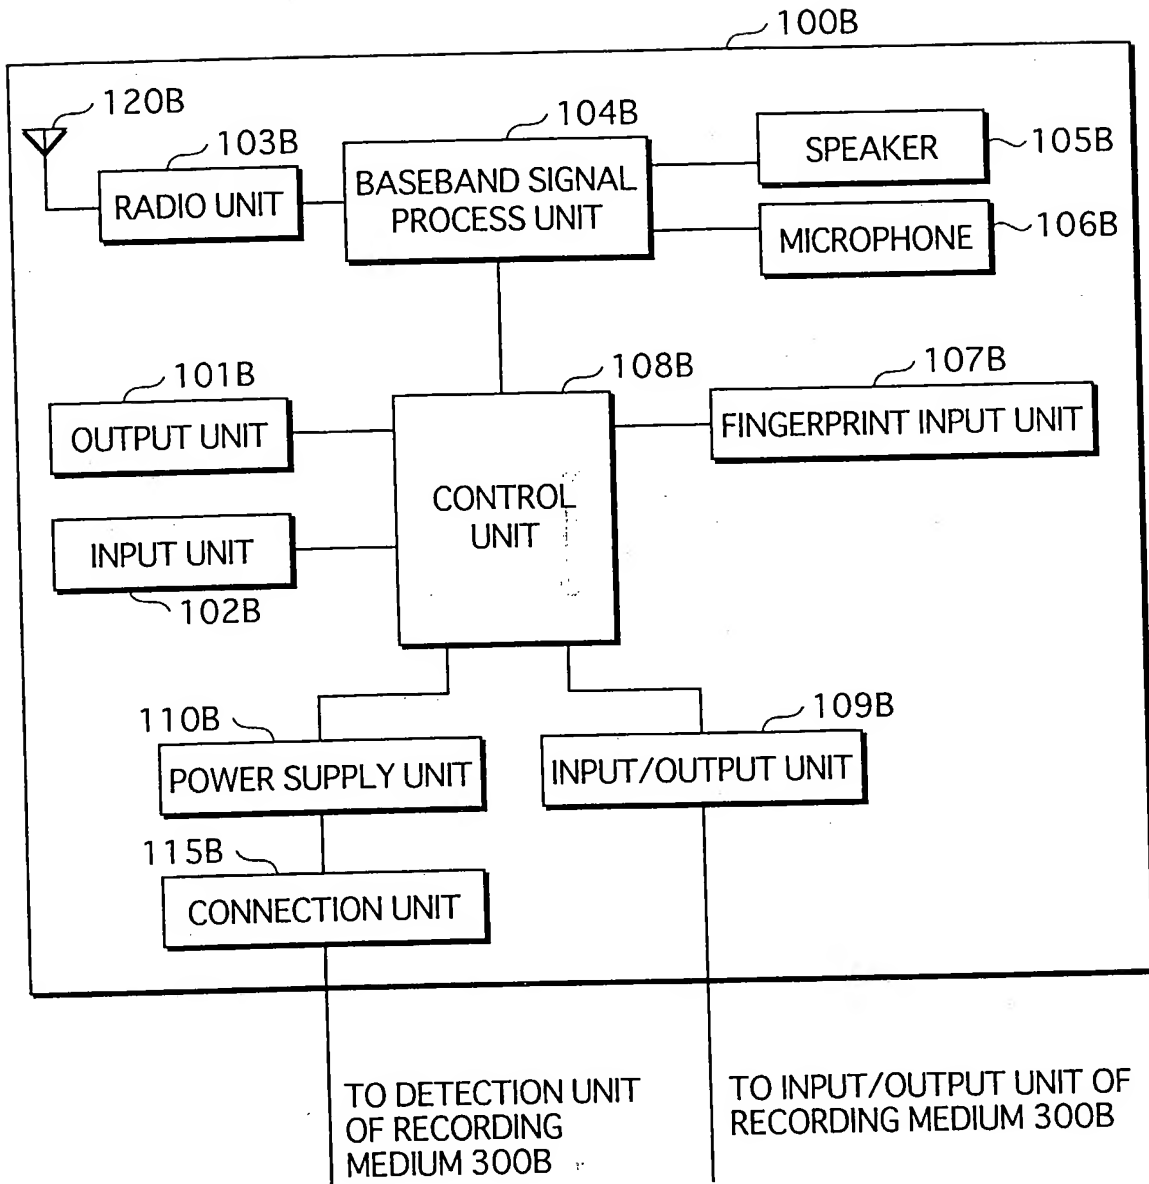 100B
120B
103B
RADIO UNIT
104B
BASEBAND SIGNAL
PROCESS UNIT
SPEAKER
105B
MICROPHONE
106B
101B
OUTPUT UNIT
108B
CONTROL
UNIT
107B
FINGERPRINT INPUT UNIT
INPUT UNIT
102B
110B
POWER SUPPLY UNIT
109B
INPUT/OUTPUT UNIT
115B
CONNECTION UNIT
TO DETECTION UNIT
OF RECORDING
MEDIUM 300B
TO INPUT/OUTPUT UNIT OF
RECORDING MEDIUM 300B